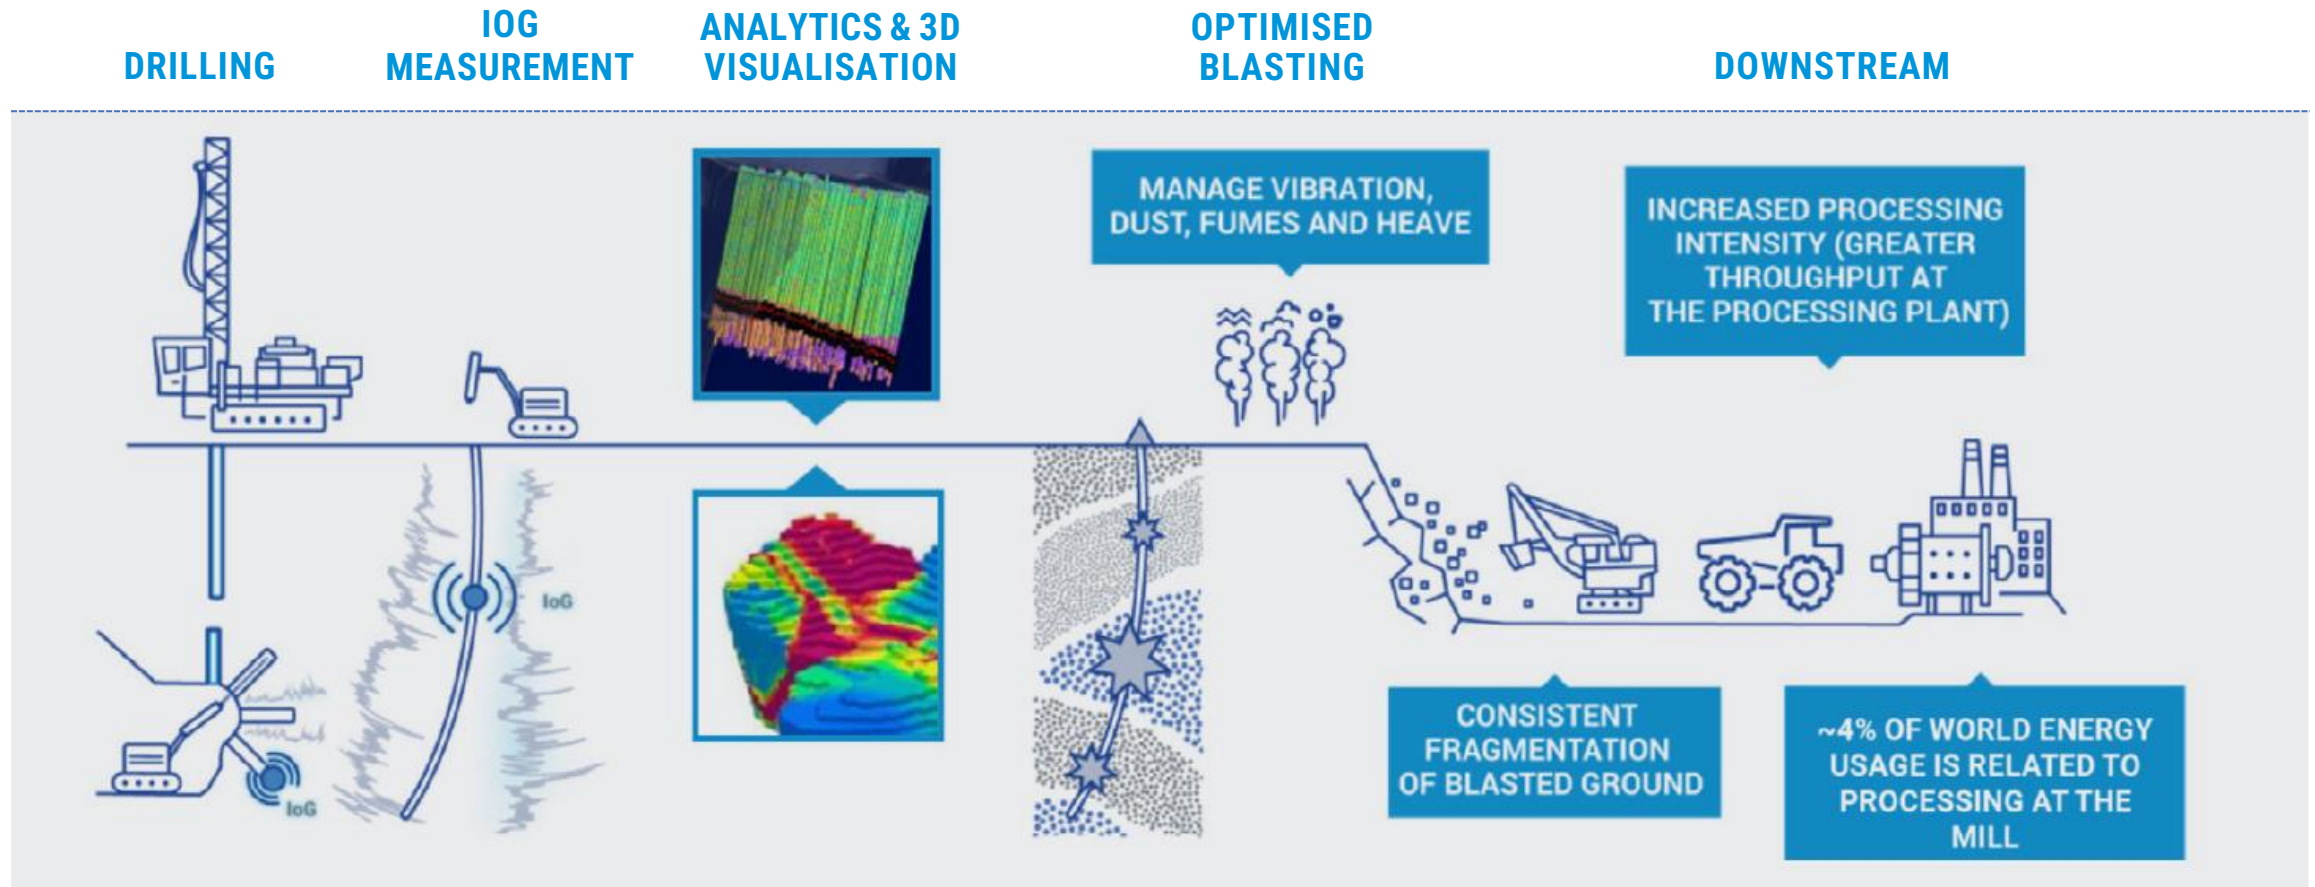 DRILLING
IOG
MEASUREMENT
ANALYTICS & 3D
VISUALISATION
OPTIMISED
BLASTING
DOWNSTREAM
MANAGE VIBRATION,
DUST, FUMES AND HEAVE
INCREASED PROCESSING
INTENSITY (GREATER
THROUGHPUT AT
THE PROCESSING PLANT)
IoG
IoG
CONSISTENT
FRAGMENTATION
OF BLASTED GROUND
~4% OF WORLD ENERGY
USAGE IS RELATED TO
PROCESSING AT THE
MILL